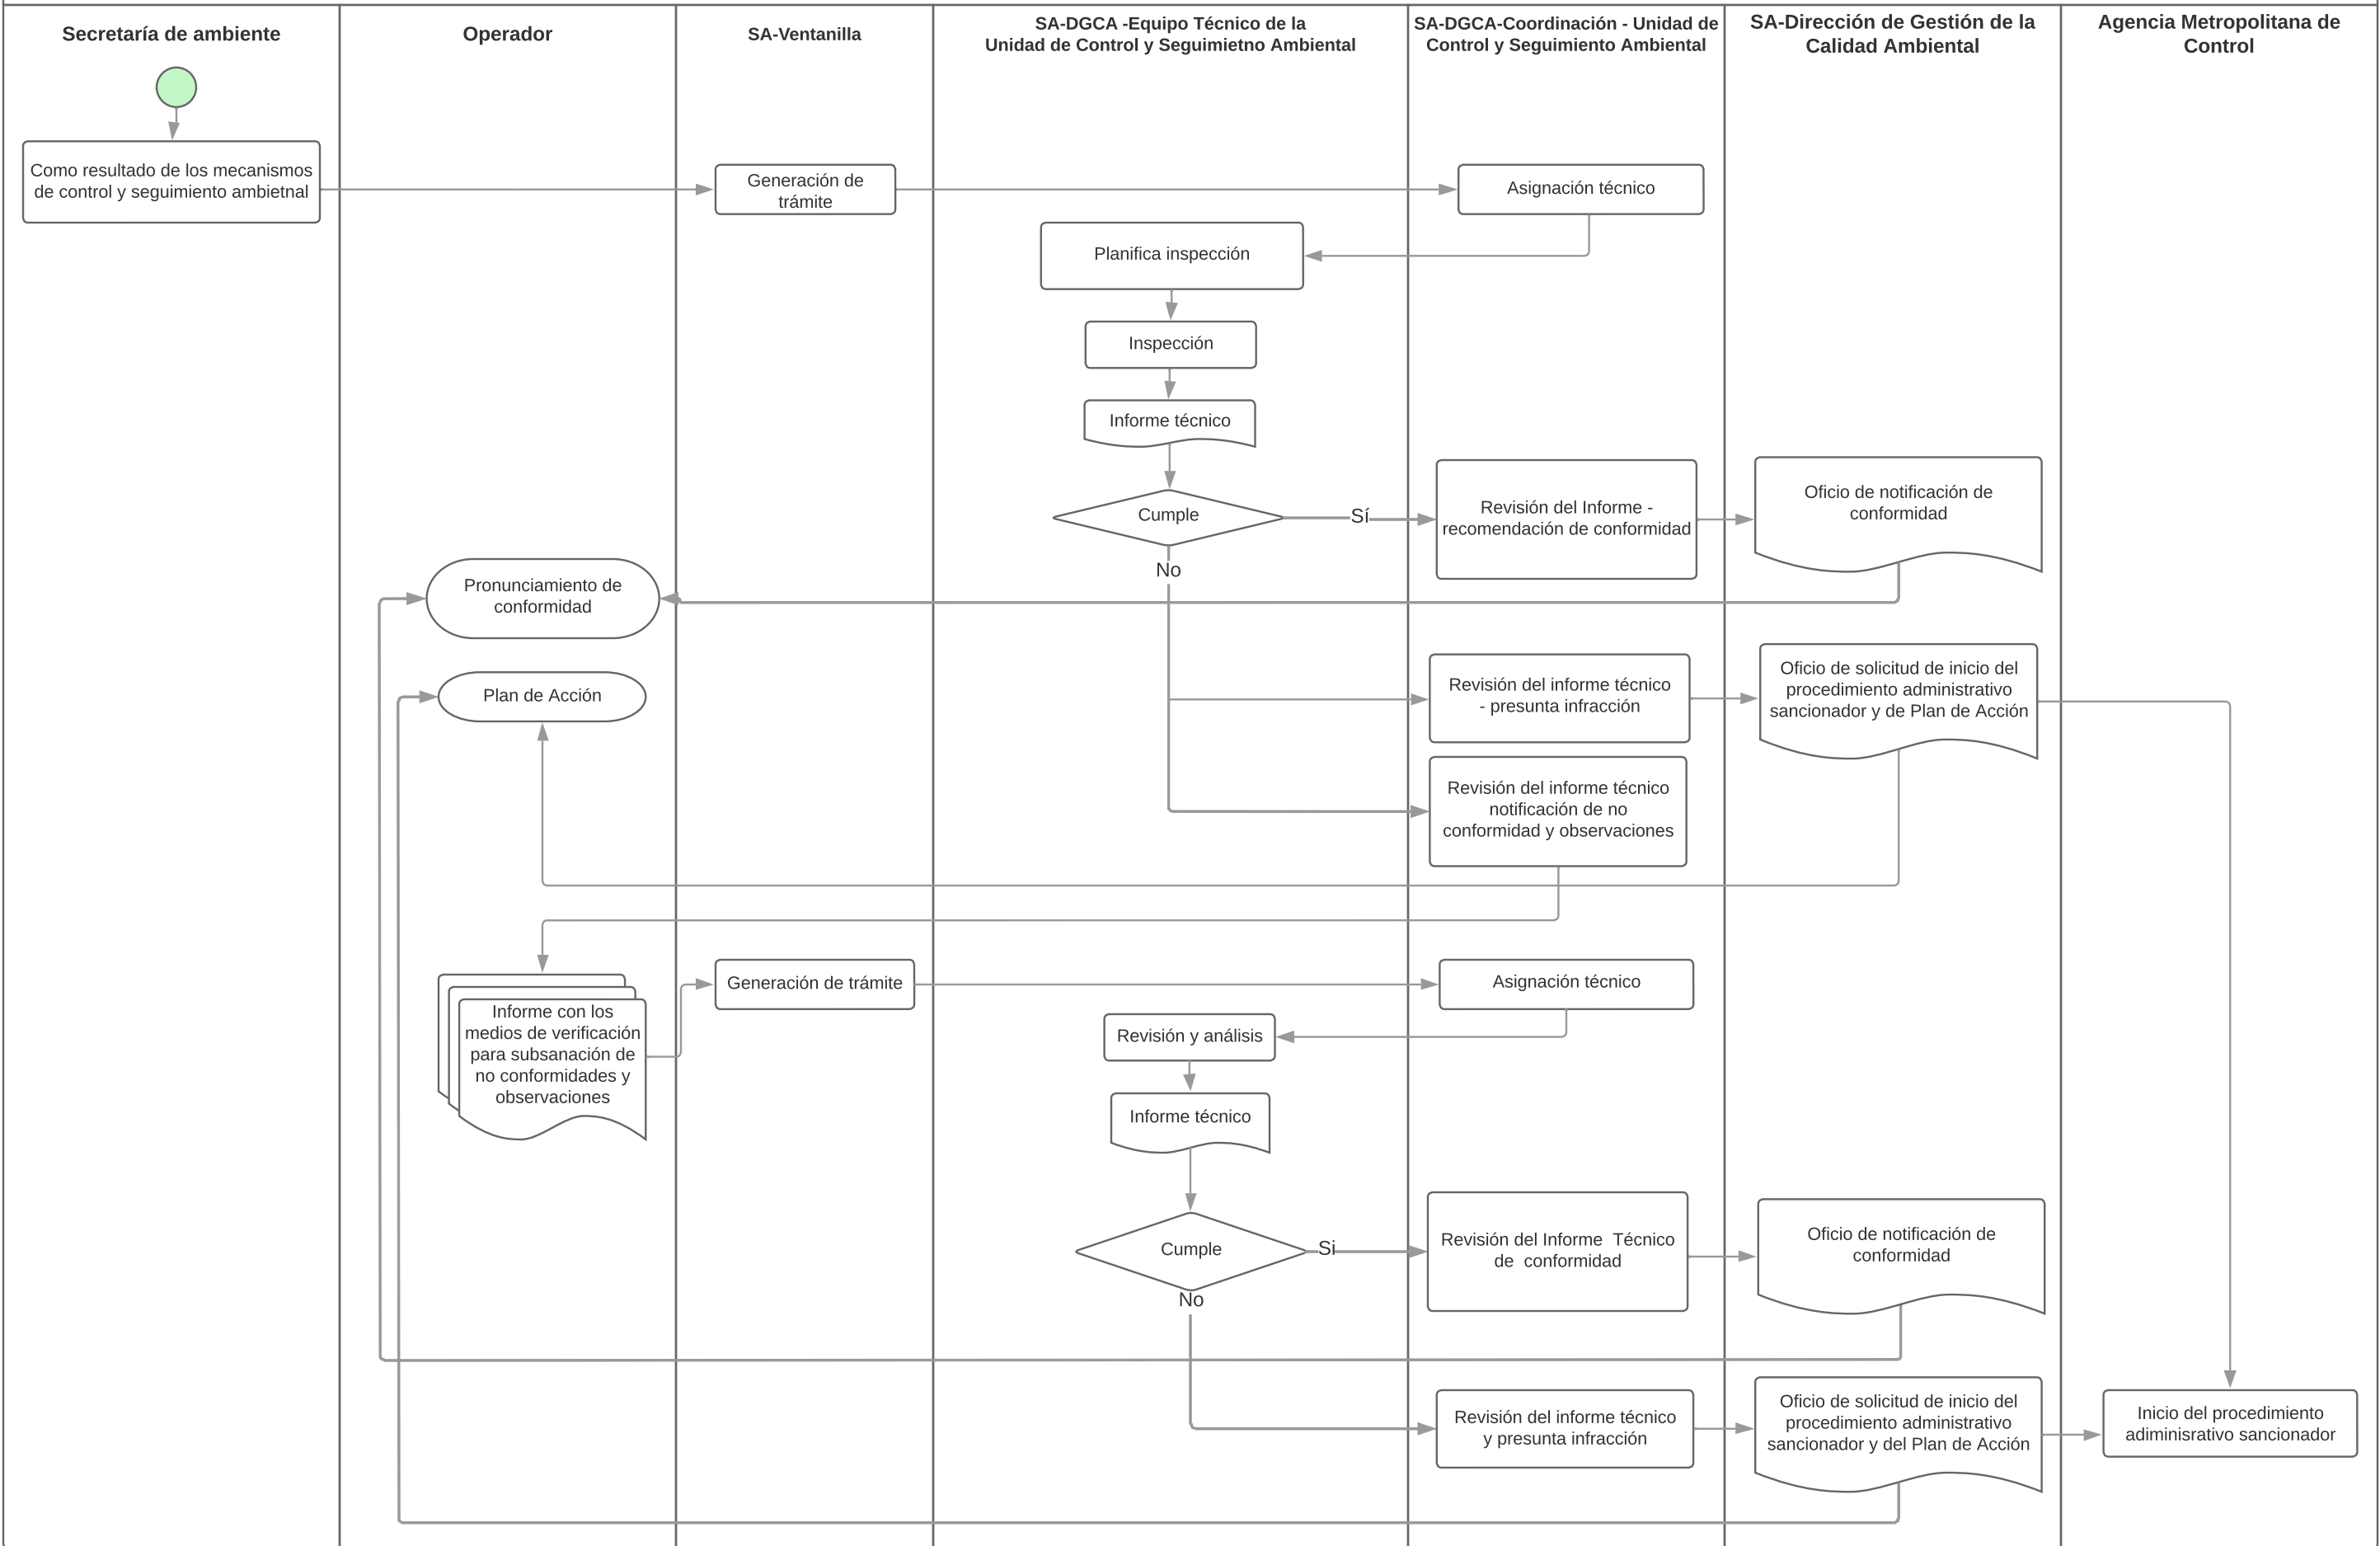 Secretaría de ambiente
Operador
SA-Ventanilla
SA-DGCA -Equipo Técnico de la
Unidad de Control y Seguimietno Ambiental
SA-DGCA-Coordinación - Unidad de
Control y Seguimiento Ambiental
SA-Dirección de Gestión de la
Calidad Ambiental
Agencia Metropolitana de
Control
Como resultado de los mecanismos
de control y seguimiento ambietnal
Generación de
trámite
Asignación técnico
Planifica inspección
Inspección
Informe técnico
Cumple
Sí
Revisión del Informe -
recomendación de conformidad
Oficio de notificación de
conformidad
No
Pronunciamiento de
conformidad
Plan de Acción
Revisión del informe técnico
- presunta infracción
Oficio de solicitud de inicio del
procedimiento administrativo
sancionador y de Plan de Acción
Revisión del informe técnico
notificación de no
conformidad y observaciones
Informe con los
medios de verificación
para subsanación de
no conformidades y
observaciones
Generación de trámite
Asignación técnico
Revisión y análisis
Informe técnico
Cumple
Si
Revisión del Informe  Técnico
de  conformidad
Oficio de notificación de
conformidad
No
Revisión del informe técnico
y presunta infracción
Oficio de solicitud de inicio del
procedimiento administrativo
sancionador y del Plan de Acción
Inicio del procedimiento
adiminisrativo sancionador